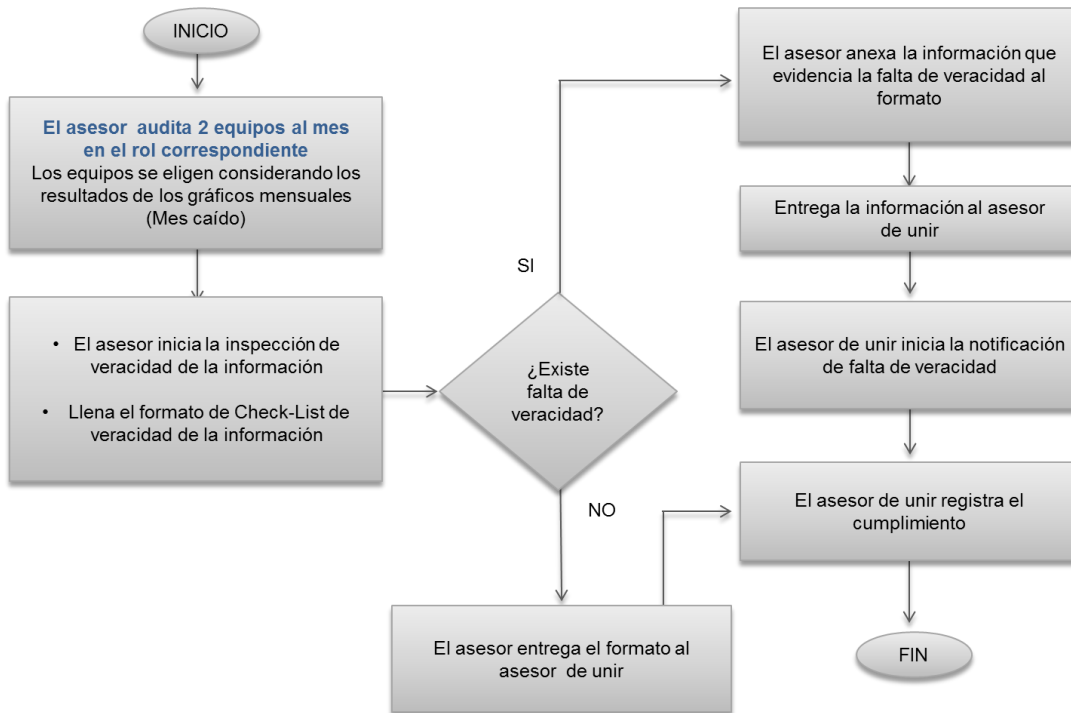 INICIO
El asesor audita 2 equipos al mes
en el rol correspondiente
Los equipos se eligen considerando los
resultados de los gráficos mensuales
(Mes caído)
• El asesor inicia la inspección de
veracidad de la información
• Llena el formato de Check-List de
veracidad de la información
¿Existe
falta de
veracidad?
SI
NO
El asesor anexa la información que
evidencia la falta de veracidad al
formato
Entrega la información al asesor
de unir
El asesor de unir inicia la notificación
de falta de veracidad
El asesor de unir registra el
cumplimiento
El asesor entrega el formato al
asesor de unir
FIN